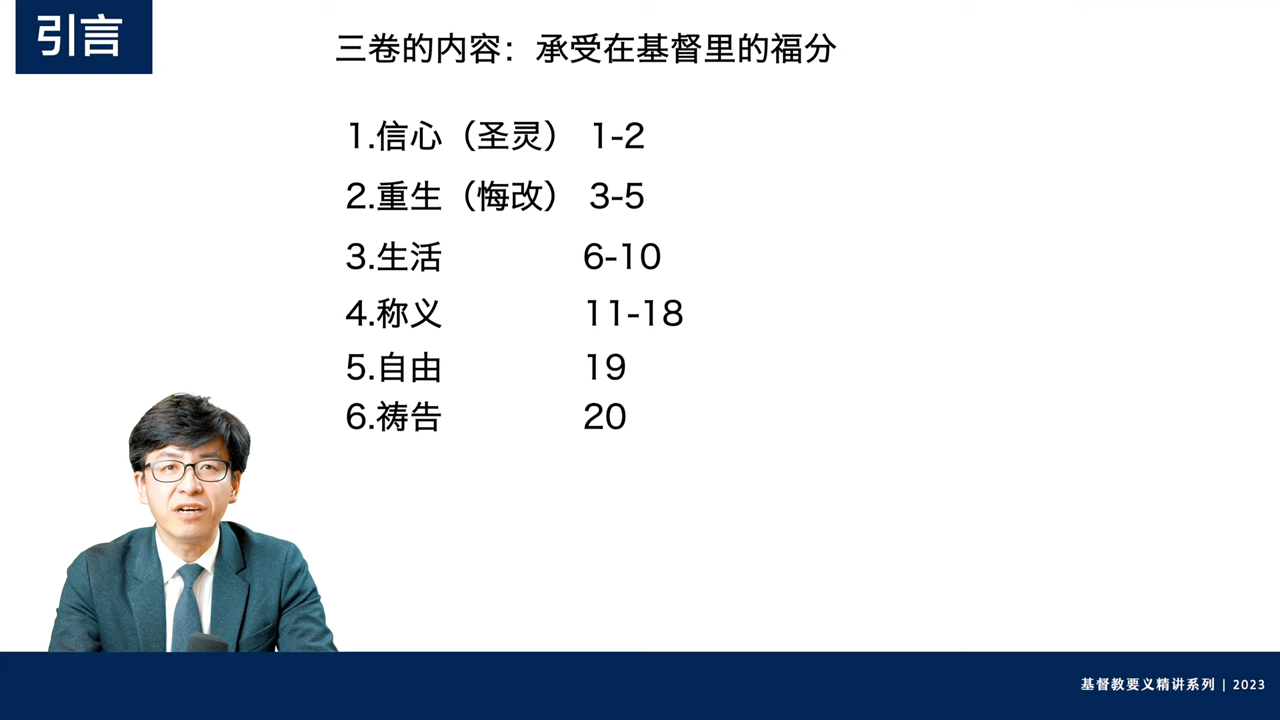 引言
三卷的内容：承受在基督里的福分
1.信心（圣灵） 1-2
2.重生（悔改） 3-5
3.生活 6-10
4.称义 11-18
5.自由 19
6.祷告 20
基督教要义精讲系列 | 2023